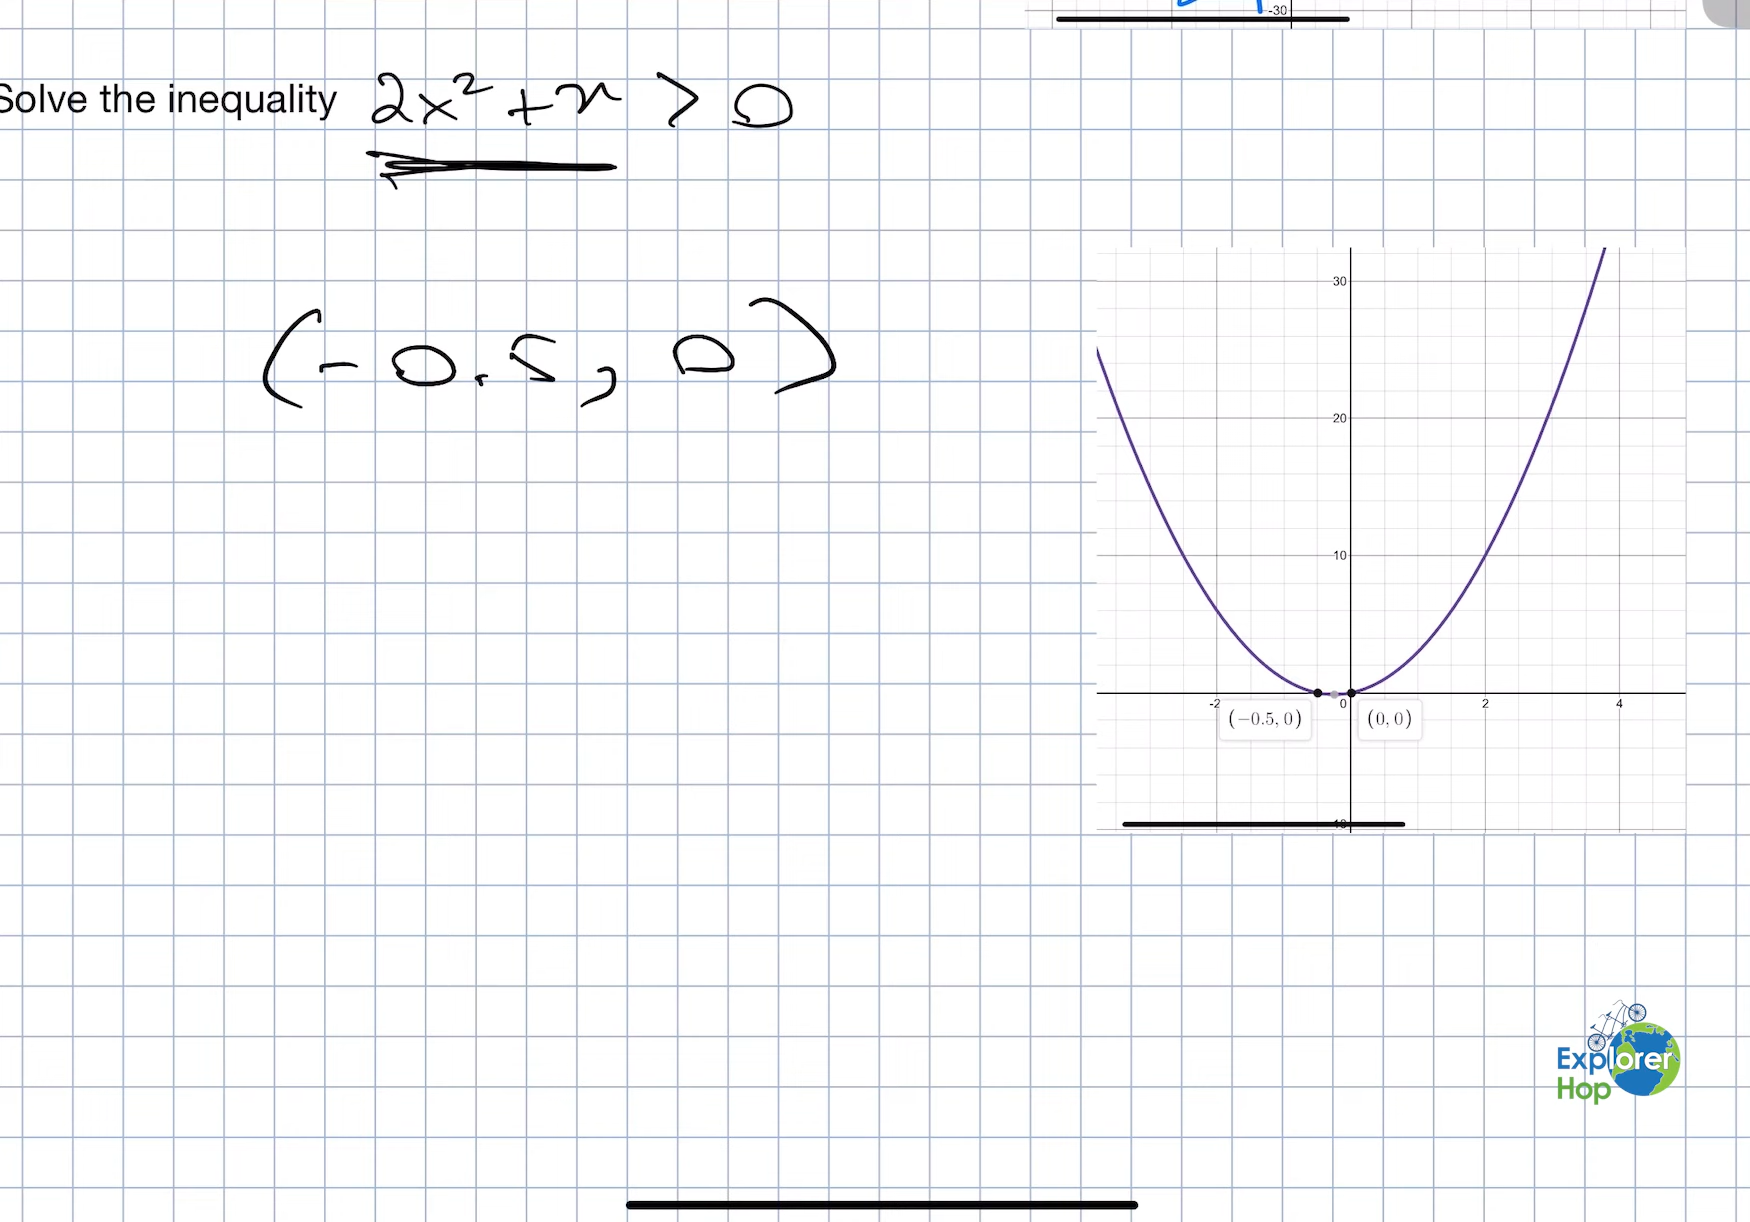 -30
Solve the inequality 2x² + x > 0
(-0.5, 0)
30
20
10
-2 0 2 4
(−0.5, 0) (0, 0)
Explorer
Hop